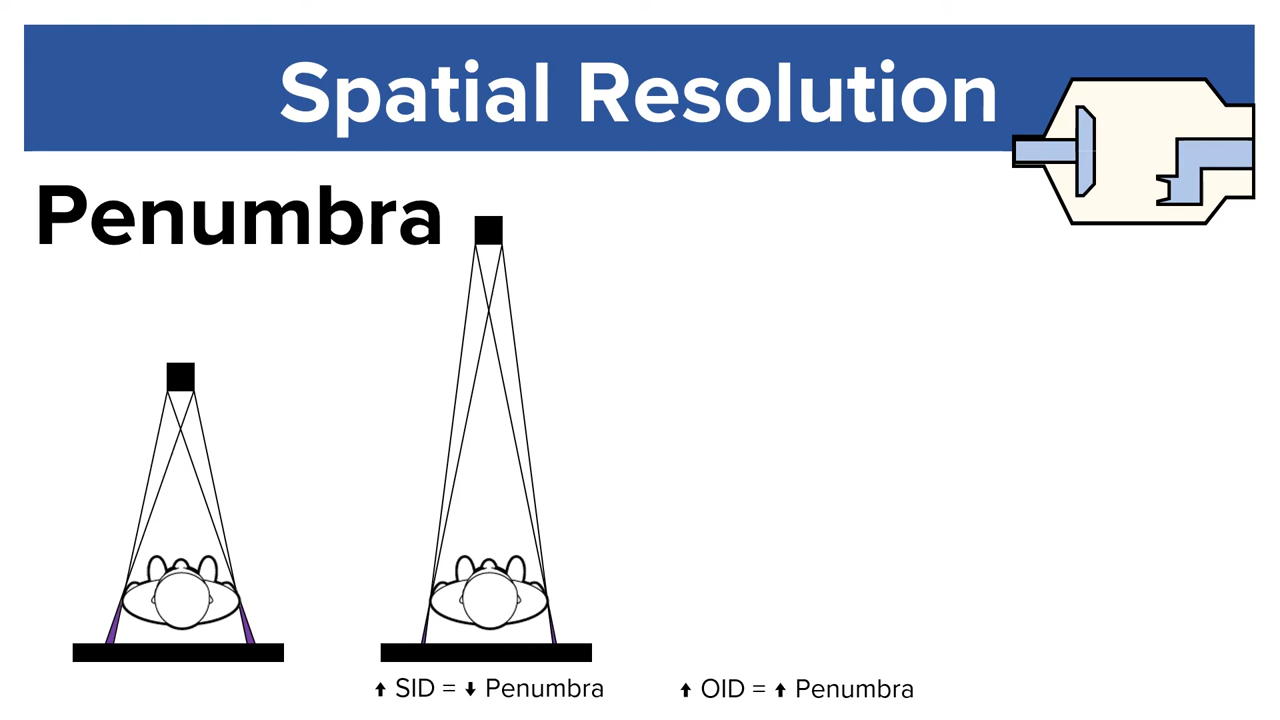 Spatial Resolution
Penumbra
⬆ SID = ⬇ Penumbra
⬆ OID = ⬆ Penumbra